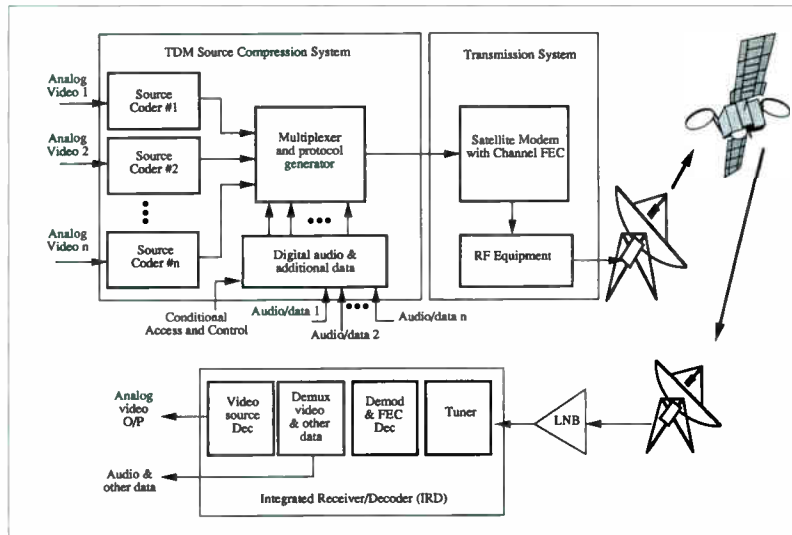 TDM Source Compression System
Transmission System
Analog
Video 1
Source
Coder #1
Analog
Video 2
Source
Coder #2
Analog
Video n
Source
Coder #n
Multiplexer
and protocol
generator
Digital audio &
additional data
Conditional
Access and Control
Audio/data 1
Audio/data 2
Audio/data n
Satellite Modem
with Channel FEC
RF Equipment
Analog
video
O/P
Audio &
other data
Video
source
Dec
Demux
video
& other
data
Demod
& FEC
Dec
Tuner
LNB
Integrated Receiver/Decoder (IRD)